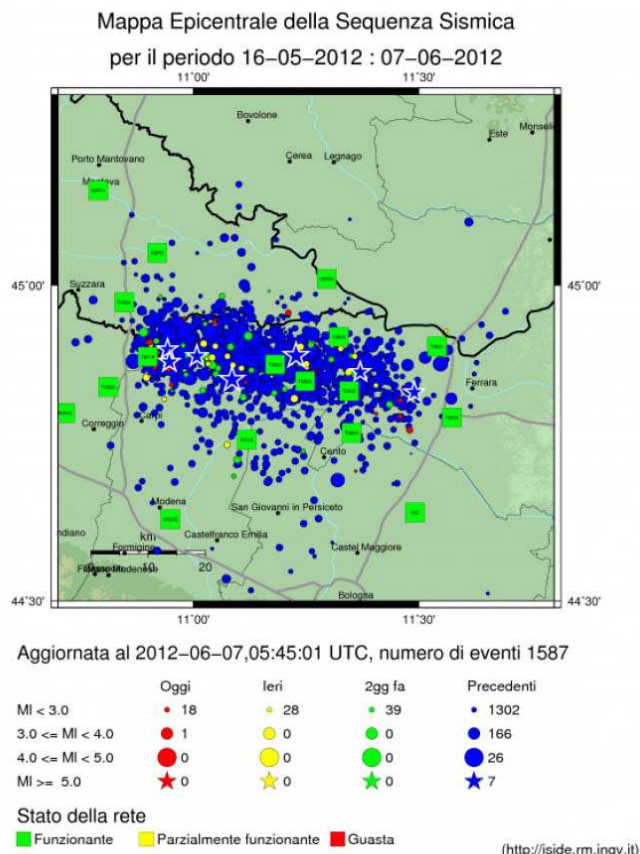 Mappa Epicentrale della Sequenza Sismica
per il periodo 16−05−2012 : 07−06−2012
11˚00' 11˚30'
Bovolone
Este Monseli
Cerea Legnago
Porto Mantovano
Mantova
45˚00' Suzzara 45˚00'
Ferrara
Carpi
Correggio
Cento
Modena
San Giovanni in Persiceto
ndiano km Castelfranco Emilia
Formigine Castel Maggiore
0 10 20
Modenese
Bologna
44˚30' 44˚30'
11˚00' 11˚30'
Aggiornata al 2012−06−07,05:45:01 UTC, numero di eventi 1587
Oggi Ieri 2gg fa Precedenti
Ml < 3.0 18 28 39 1302
3.0 <= Ml < 4.0 1 0 0 166
4.0 <= Ml < 5.0 0 0 0 26
Ml >= 5.0 0 0 0 7
Stato della rete
Funzionante Parzialmente funzionante Guasta
(http://iside.rm.ingv.it)